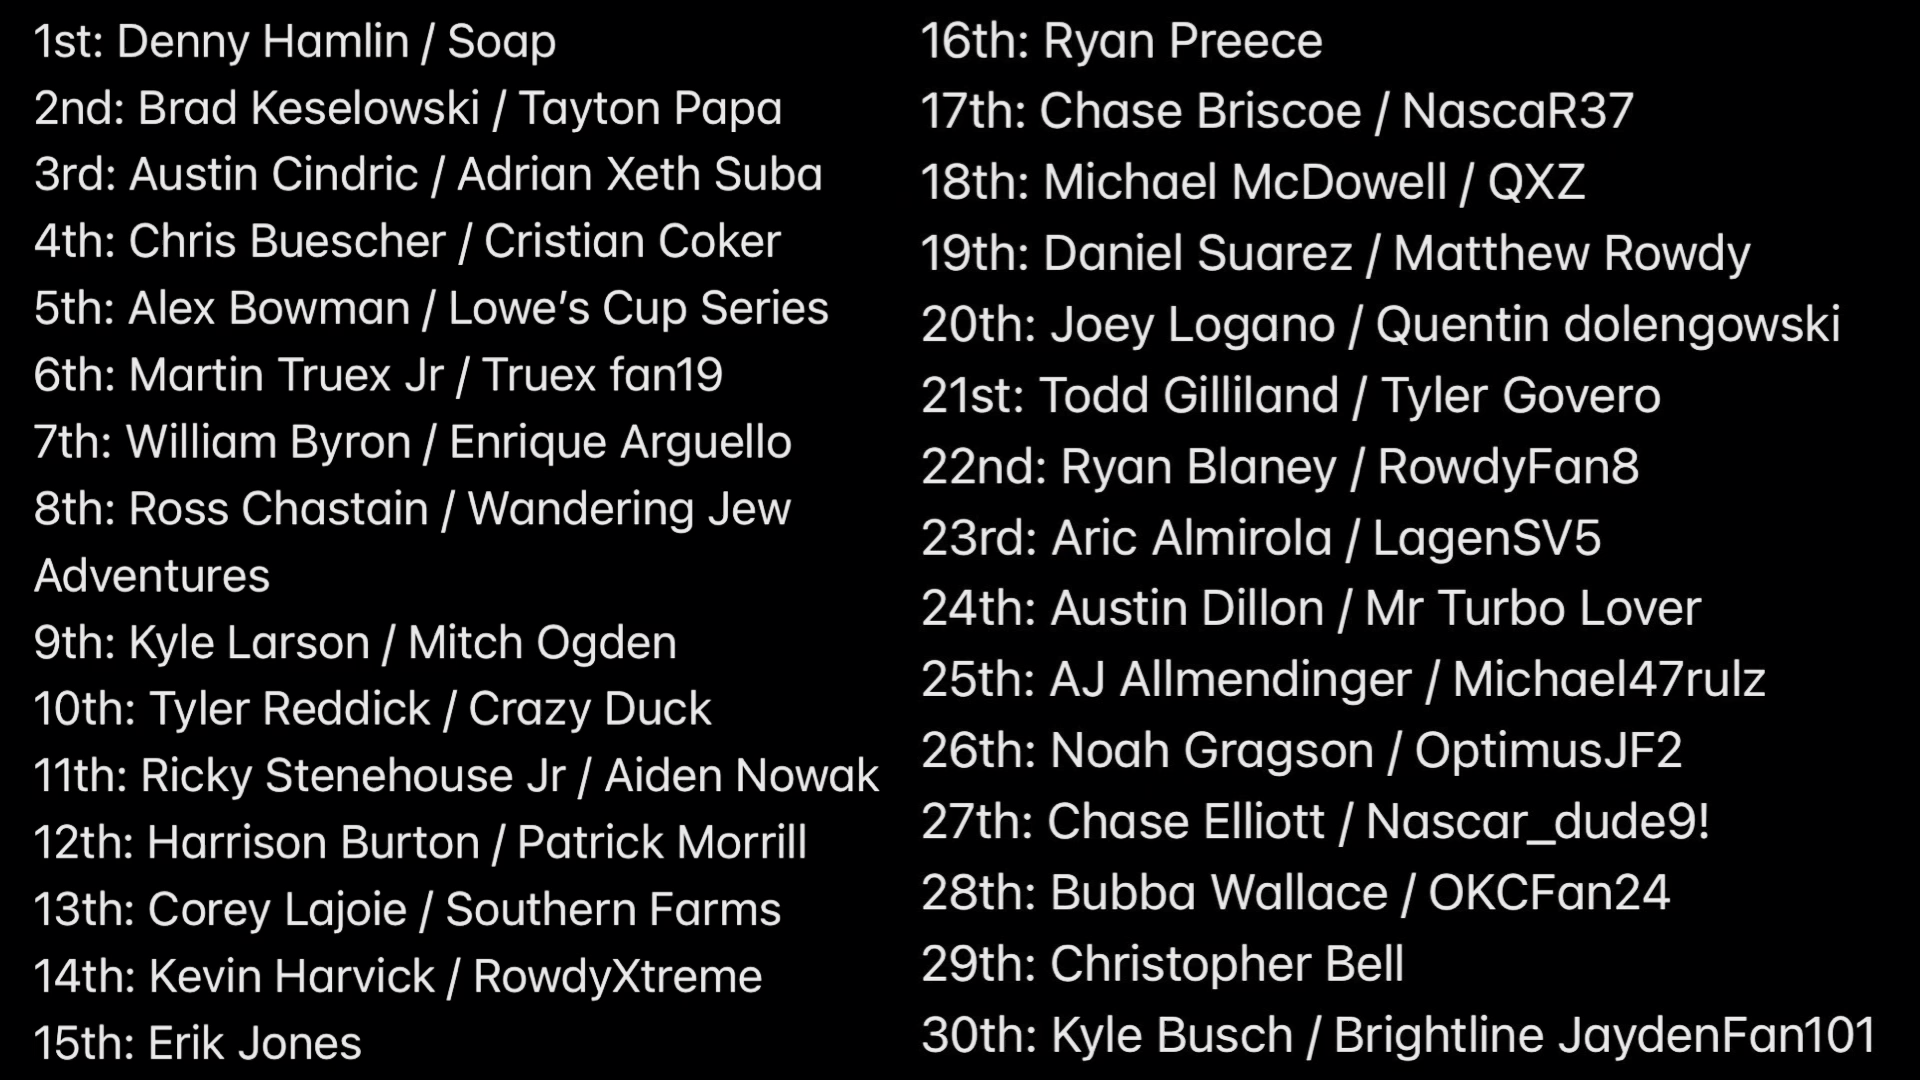 1st: Denny Hamlin / Soap
2nd: Brad Keselowski / Tayton Papa
3rd: Austin Cindric / Adrian Xeth Suba
4th: Chris Buescher / Cristian Coker
5th: Alex Bowman / Lowe’s Cup Series
6th: Martin Truex Jr / Truex fan19
7th: William Byron / Enrique Arguello
8th: Ross Chastain / Wandering Jew
Adventures
9th: Kyle Larson / Mitch Ogden
10th: Tyler Reddick / Crazy Duck
11th: Ricky Stenehouse Jr / Aiden Nowak
12th: Harrison Burton / Patrick Morrill
13th: Corey Lajoie / Southern Farms
14th: Kevin Harvick / RowdyXtreme
15th: Erik Jones
16th: Ryan Preece
17th: Chase Briscoe / NascaR37
18th: Michael McDowell / QXZ
19th: Daniel Suarez / Matthew Rowdy
20th: Joey Logano / Quentin dolengowski
21st: Todd Gilliland / Tyler Govero
22nd: Ryan Blaney / RowdyFan8
23rd: Aric Almirola / LagenSV5
24th: Austin Dillon / Mr Turbo Lover
25th: AJ Allmendinger / Michael47rulz
26th: Noah Gragson / OptimusJF2
27th: Chase Elliott / Nascar_dude9!
28th: Bubba Wallace / OKCFan24
29th: Christopher Bell
30th: Kyle Busch / Brightline JaydenFan101